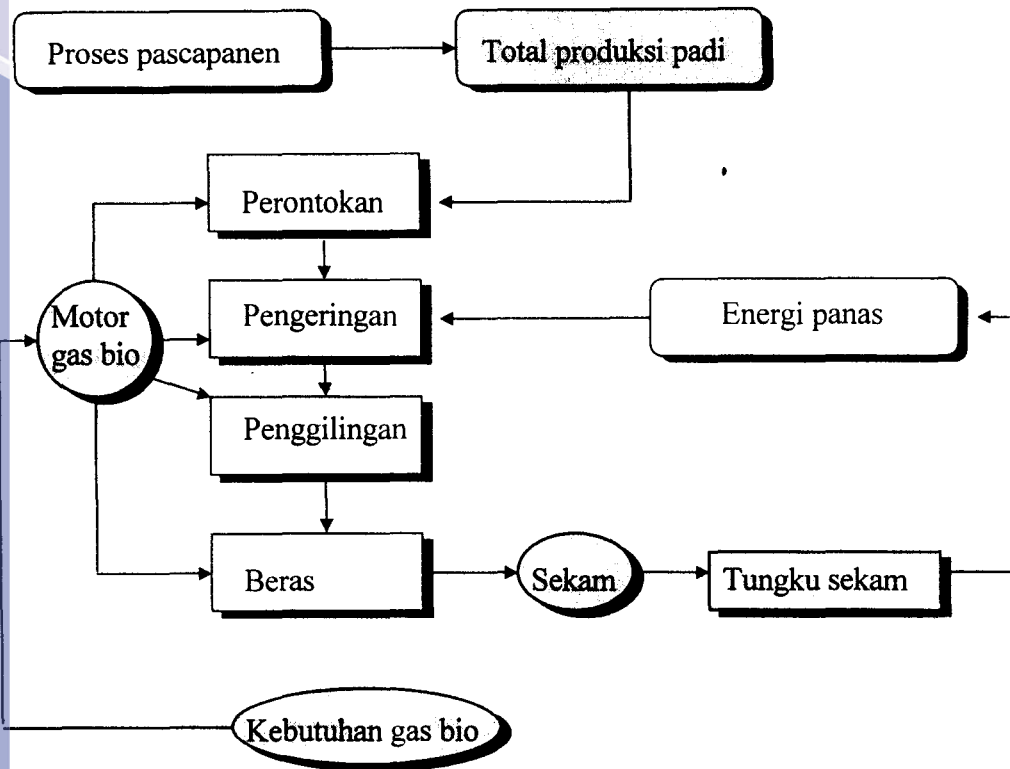 Proses pascapanen
Total produksi padi
Perontokan
Pengeringan
Energi panas
Motor
gas bio
Penggilingan
Beras
Sekam
Tungku sekam
Kebutuhan gas bio